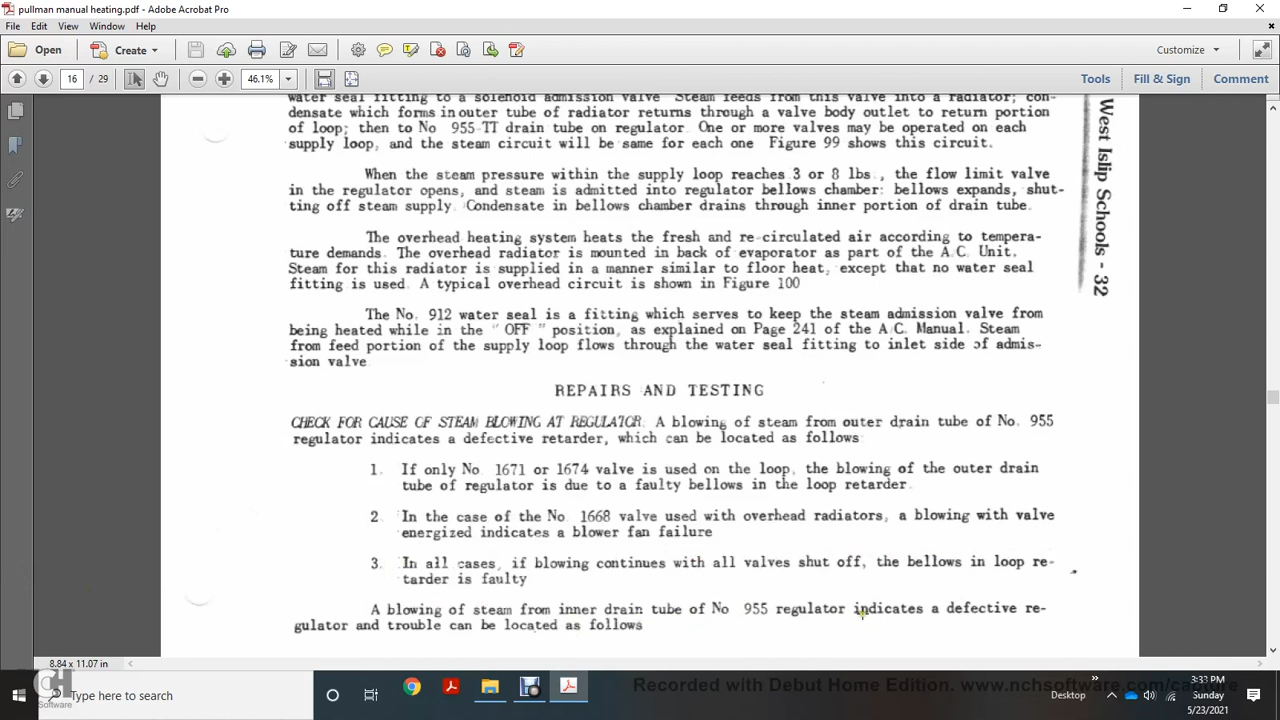 pullman manual heating.pdf - Adobe Acrobat Pro
File Edit View Window Help
Open Create Customize
16 / 29 46.1% Tools Fill & Sign Comment
water seal fitting to a solenoid admission valve Steam feeds from this valve into a radiator; con-
densate which forms in outer tube of radiator returns through a valve body outlet to return portion
of loop; then to No 955-TT drain tube on regulator. One or more valves may be operated on each
supply loop, and the steam circuit will be same for each one Figure 99 shows this circuit.
When the steam pressure within the supply loop reaches 3 or 8 lbs., the flow limit valve
in the regulator opens, and steam is admitted into regulator bellows chamber: bellows expands, shut-
ting off steam supply. Condensate in bellows chamber drains through inner portion of drain tube.
The overhead heating system heats the fresh and re-circulated air according to tempera-
ture demands. The overhead radiator is mounted in back of evaporator as part of the A.C. Unit.
Steam for this radiator is supplied in a manner similar to floor heat, except that no water seal
fitting is used. A typical overhead circuit is shown in Figure 100
The No. 912 water seal is a fitting which serves to keep the steam admission valve from
being heated while in the "OFF" position, as explained on Page 241 of the A.C. Manual. Steam
from feed portion of the supply loop flows through the water seal fitting to inlet side of admis-
sion valve
REPAIRS AND TESTING
CHECK FOR CAUSE OF STEAM BLOWING AT REGULATOR: A blowing of steam from outer drain tube of No. 955
regulator indicates a defective retarder, which can be located as follows
1. If only No. 1671 or 1674 valve is used on the loop, the blowing of the outer drain
tube of regulator is due to a faulty bellows in the loop retarder.
2. In the case of the No. 1668 valve used with overhead radiators, a blowing with valve
energized indicates a blower fan failure
3. In all cases, if blowing continues with all valves shut off, the bellows in loop re-
tarder is faulty
A blowing of steam from inner drain tube of No 955 regulator indicates a defective re-
gulator and trouble can be located as follows
West Islip Schools - 32
8.84 x 11.07 in
Type here to search
CH
Software
Recorded with Debut Home Edition. www.nchsoftware.com/capture
Desktop
3:33 PM
Sunday
5/23/2021